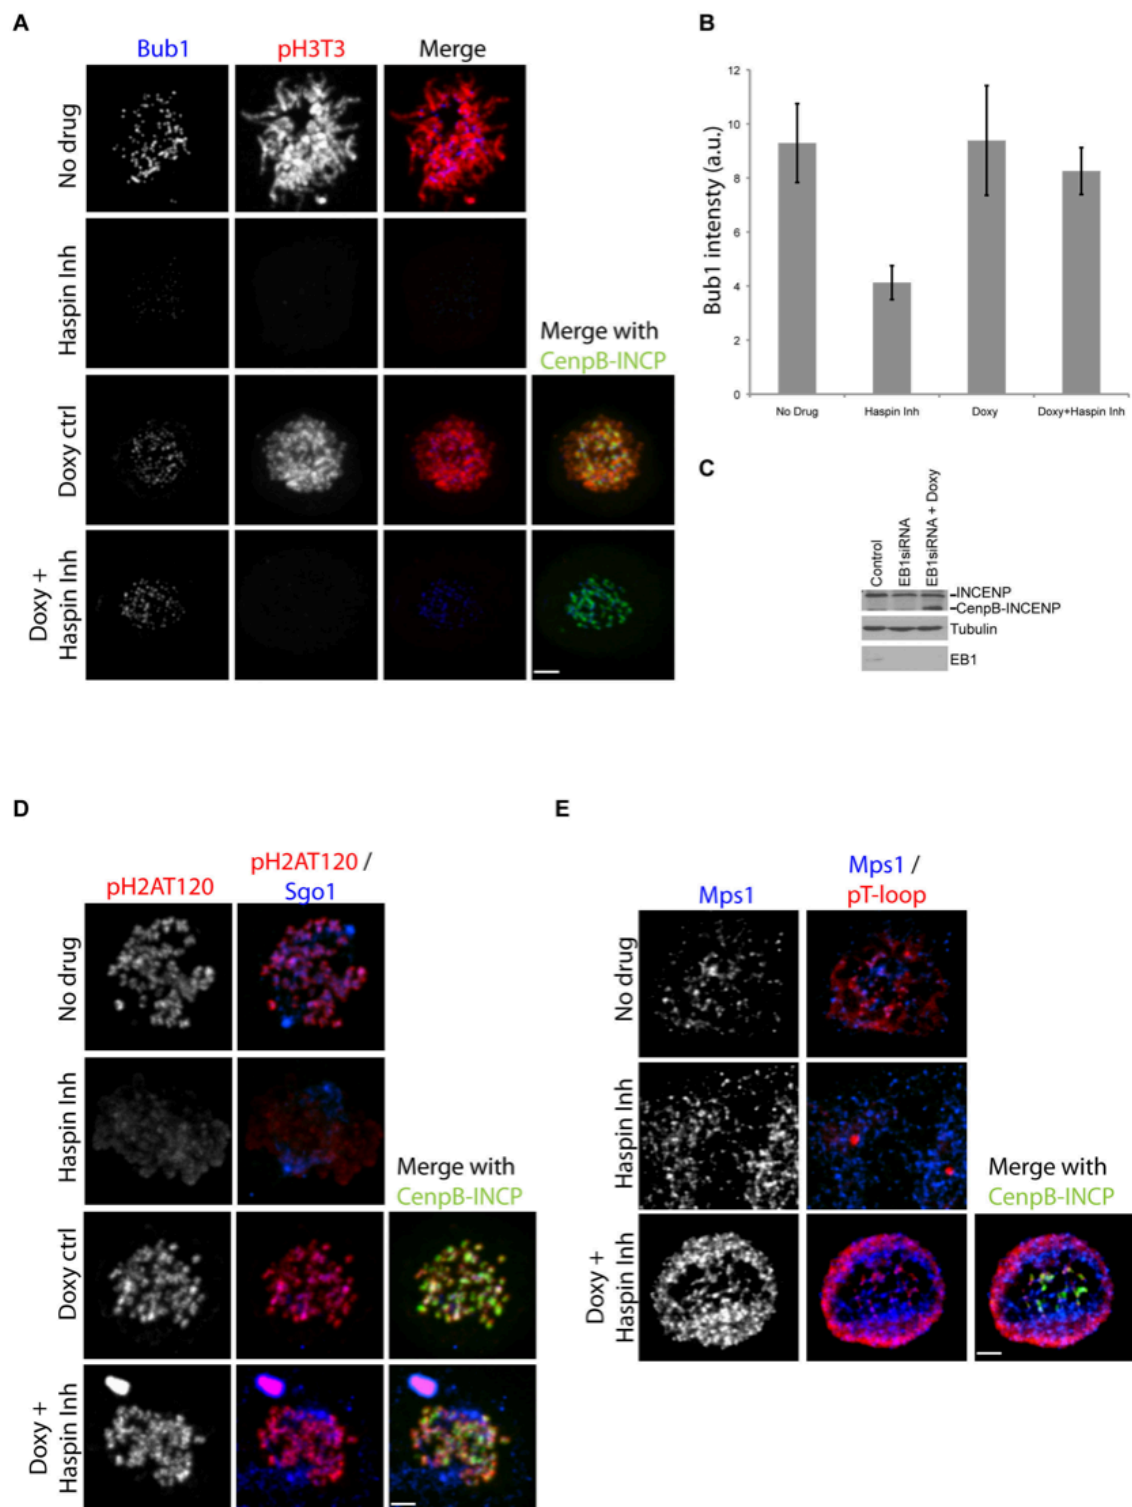 A
Bub1
pH3T3
Merge
No drug
Haspin Inh
Doxy ctrl
Doxy +
Haspin Inh
Merge with
CenpB-INCP
B
Bub1 intensty (a.u.)
12
10
8
6
4
2
0
No Drug
Haspin Inh
Doxy
Doxy+Haspin Inh
C
Control
EB1siRNA
EB1siRNA + Doxy
INCENP
CenpB-INCENP
Tubulin
EB1
D
pH2AT120
pH2AT120 /
Sgo1
No drug
Haspin Inh
Doxy ctrl
Doxy +
Haspin Inh
Merge with
CenpB-INCP
E
Mps1
Mps1 /
pT-loop
No drug
Haspin Inh
Doxy +
Haspin Inh
Merge with
CenpB-INCP